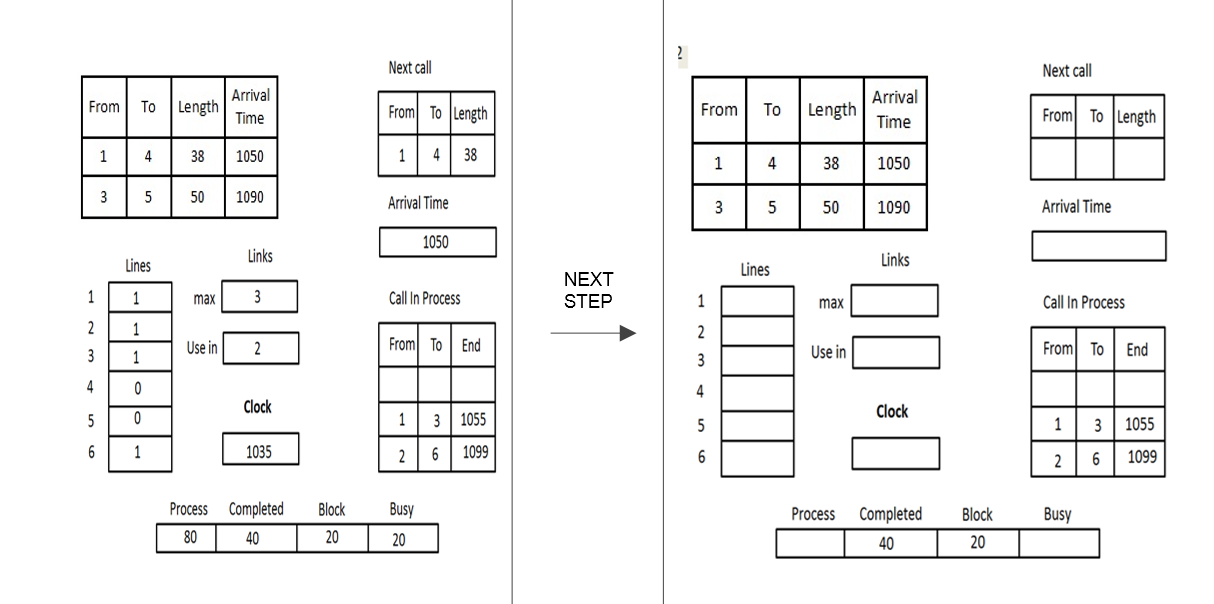 From To Length Arrival Time
1 4 38 1050
3 5 50 1090
Next call
From To Length
1 4 38
Arrival Time
1050
Lines
1 1
2 1
3 1
4 0
5 0
6 1
Links
max 3
Use in 2
Clock
1035
Call In Process
From To End
1 3 1055
2 6 1099
Process Completed Block Busy
80 40 20 20
NEXT
STEP
2
From To Length Arrival Time
1 4 38 1050
3 5 50 1090
Next call
From To Length
Arrival Time
Lines
1
2
3
4
5
6
Links
max
Use in
Clock
Call In Process
From To End
1 3 1055
2 6 1099
Process Completed Block Busy
40 20